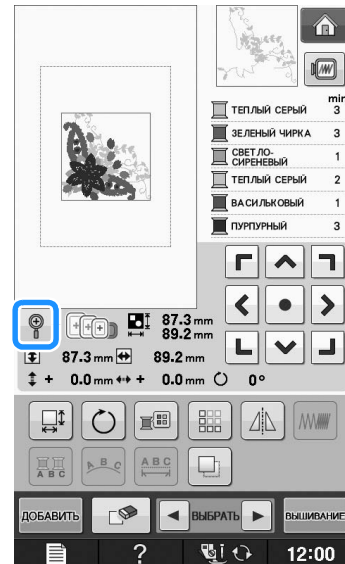 min
ТЕПЛЫЙ СЕРЫЙ 3
ЗЕЛЕНЫЙ ЧИРКА 3
СВЕТЛО-
СИРЕНЕВЫЙ 1
ТЕПЛЫЙ СЕРЫЙ 2
ВАСИЛЬКОВЫЙ 1
ПУРПУРНЫЙ 3
87.3 mm
89.2 mm
87.3 mm 89.2 mm
+ 0.0 mm + 0.0 mm 0°
A B C
A B C
A B C
ДОБАВИТЬ ВЫБРАТЬ ВЫШИВАНИЕ
? i 12:00